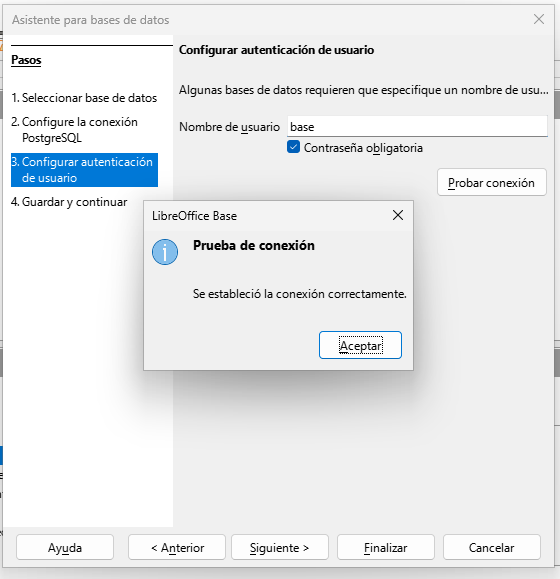 Asistente para bases de datos
Pasos
1. Seleccionar base de datos
2. Configure la conexión
PostgreSQL
3. Configurar autenticación
de usuario
4. Guardar y continuar
Configurar autenticación de usuario
Algunas bases de datos requieren que especifique un nombre de usu...
Nombre de usuario base
Contraseña obligatoria
Probar conexión
LibreOffice Base
Prueba de conexión
Se estableció la conexión correctamente.
Aceptar
Ayuda
< Anterior
Siguiente >
Finalizar
Cancelar